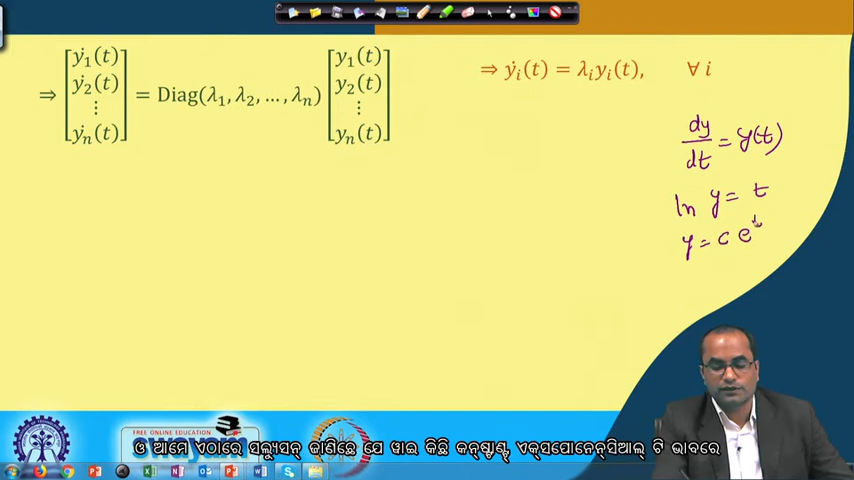 ⇒ [ẏ₁(t) ẏ₂(t) ⋮ ẏₙ(t)] = Diag(λ₁, λ₂, … , λₙ) [y₁(t) y₂(t) ⋮ yₙ(t)]
⇒ ẏᵢ(t) = λᵢyᵢ(t), ∀ i
dy/dt = y(t)
ln y = t
y = c e^t
FREE ONLINE EDUCATION
swayam
ଓ ଆମେ ଏଠାରେ ସଲ୍ୟୁସନ୍ ଜାଣିଛେ ଯେ ୱାଇ କିଛି କନ୍‌ଷ୍ଟାଣ୍ଟ୍ ଏକ୍ସପୋନେନ୍‌ସିଆଲ୍ ଟି ଭାବରେ